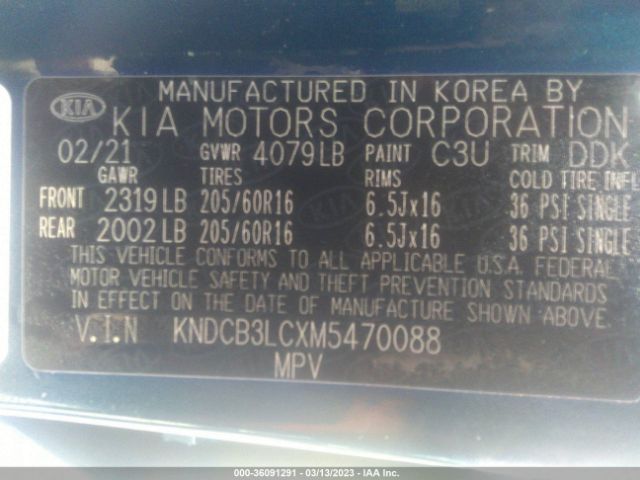 MANUFACTURED IN KOREA BY
KIA KIA MOTORS CORPORATION
02/21 GVWR 4079LB PAINT C3U TRIM DDK
GAWR TIRES RIMS COLD TIRE INFL
FRONT 2319LB 205/60R16 6.5Jx16 36 PSI SINGLE
REAR 2002LB 205/60R16 6.5Jx16 36 PSI SINGLE
THIS VEHICLE CONFORMS TO ALL APPLICABLE U.S.A. FEDERAL
MOTOR VEHICLE SAFETY AND THEFT PREVENTION STANDARDS
IN EFFECT ON THE DATE OF MANUFACTURE SHOWN ABOVE.
V.I.N KNDCB3LCXM5470088
MPV
000-36091291 - 03/13/2023 - IAA Inc.